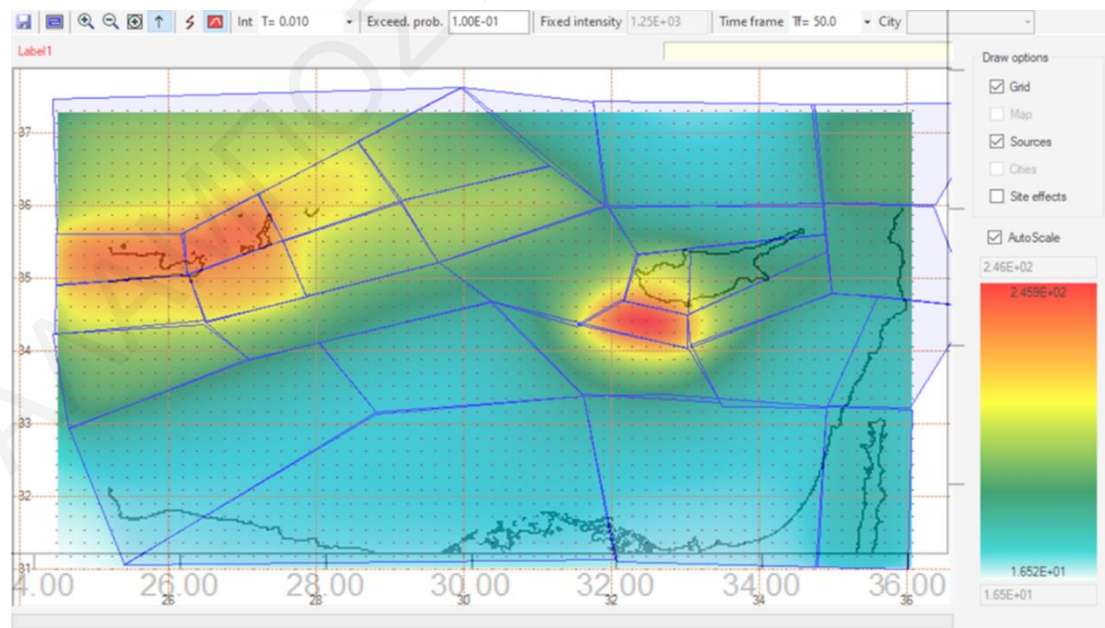 Int T= 0.010 Exceed. prob. 1.00E-01 Fixed intensity 1.25E+03 Time frame Tf= 50.0 City
Label1
Draw options
Grid
Map
Sources
Cities
Site effects
AutoScale
2.46E+02
2.459E+02
1.652E+01
1.65E+01
37
36
35
34
33
32
31
4.00 26.00 28.00 30.00 32.00 34.00 36.00
26 28 30 32 34 36